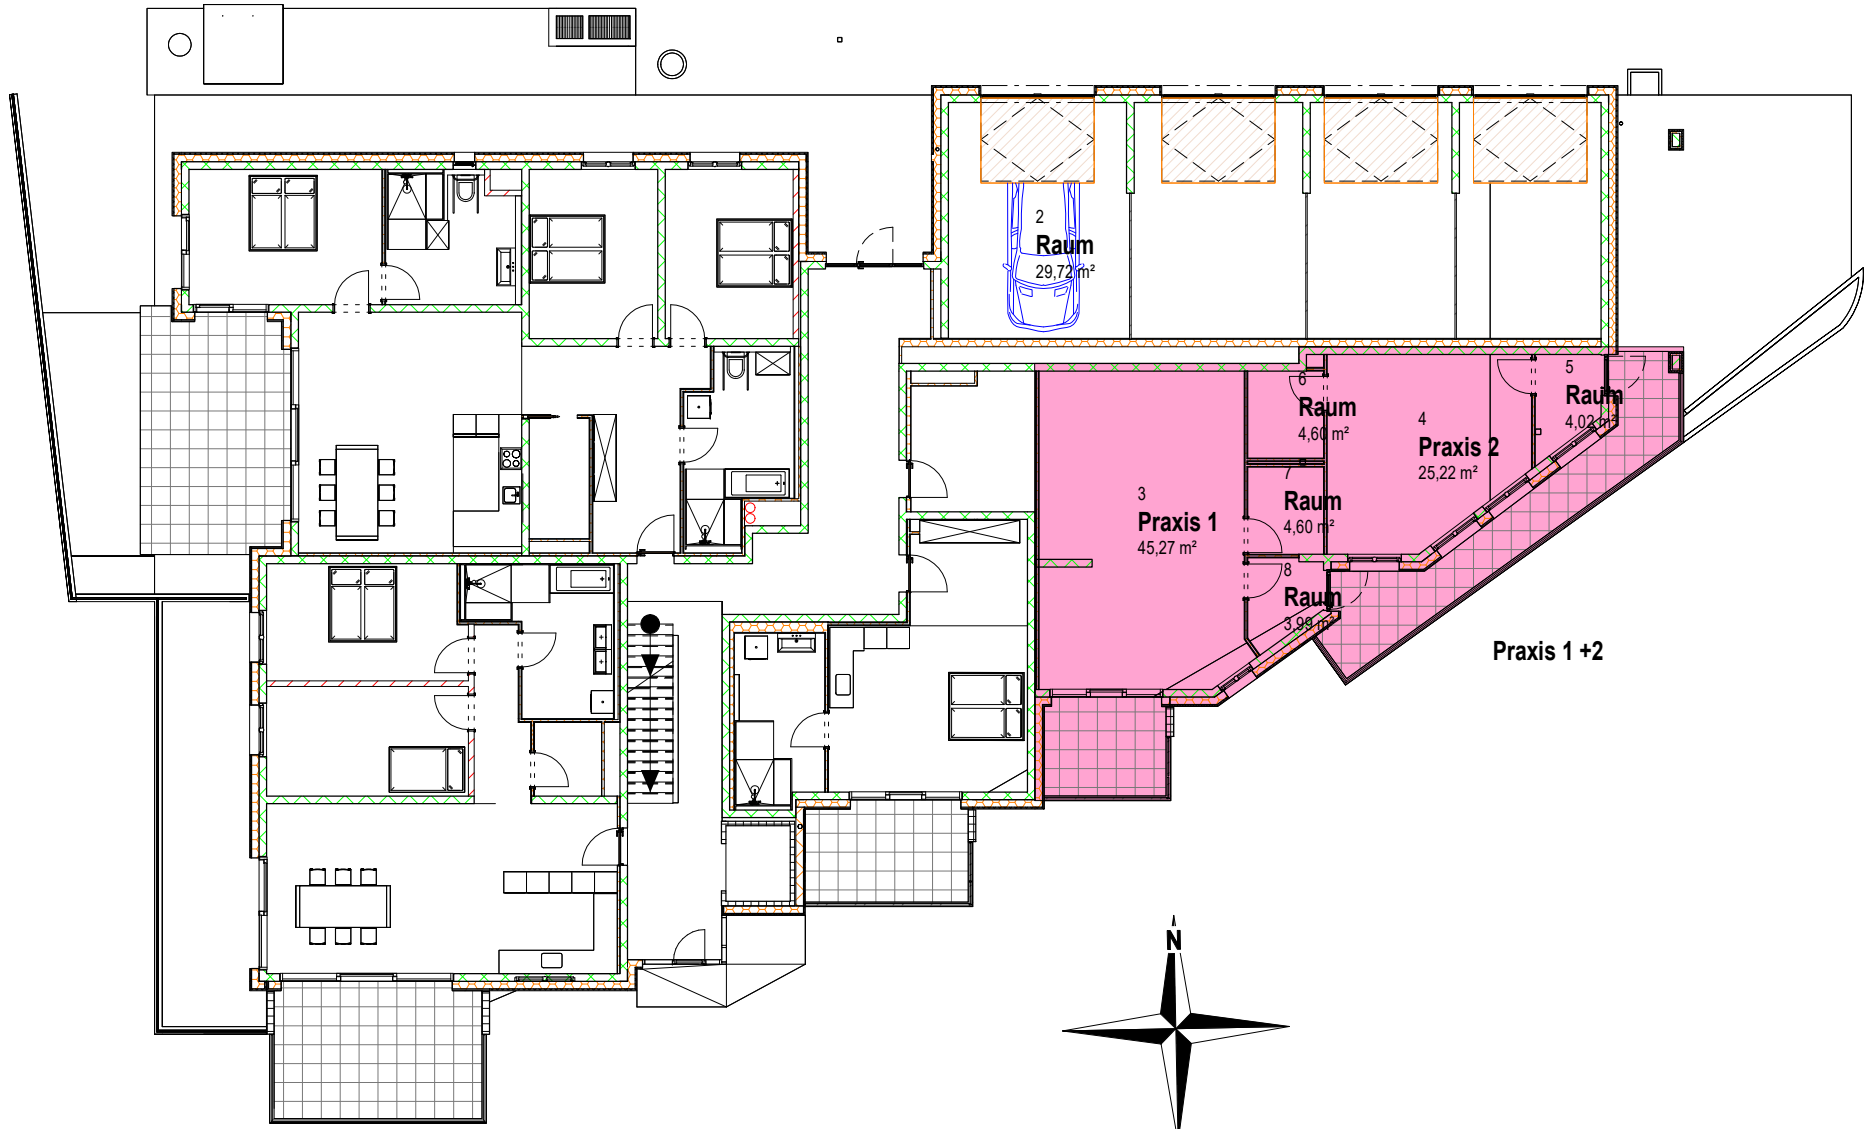 2
Raum
29,72 m²
6
Raum
4,60 m²
5
Raum
4,02 m²
4
Praxis 2
25,22 m²
3
Praxis 1
45,27 m²
7
Raum
4,60 m²
8
Raum
3,99 m²
Praxis 1 +2
N